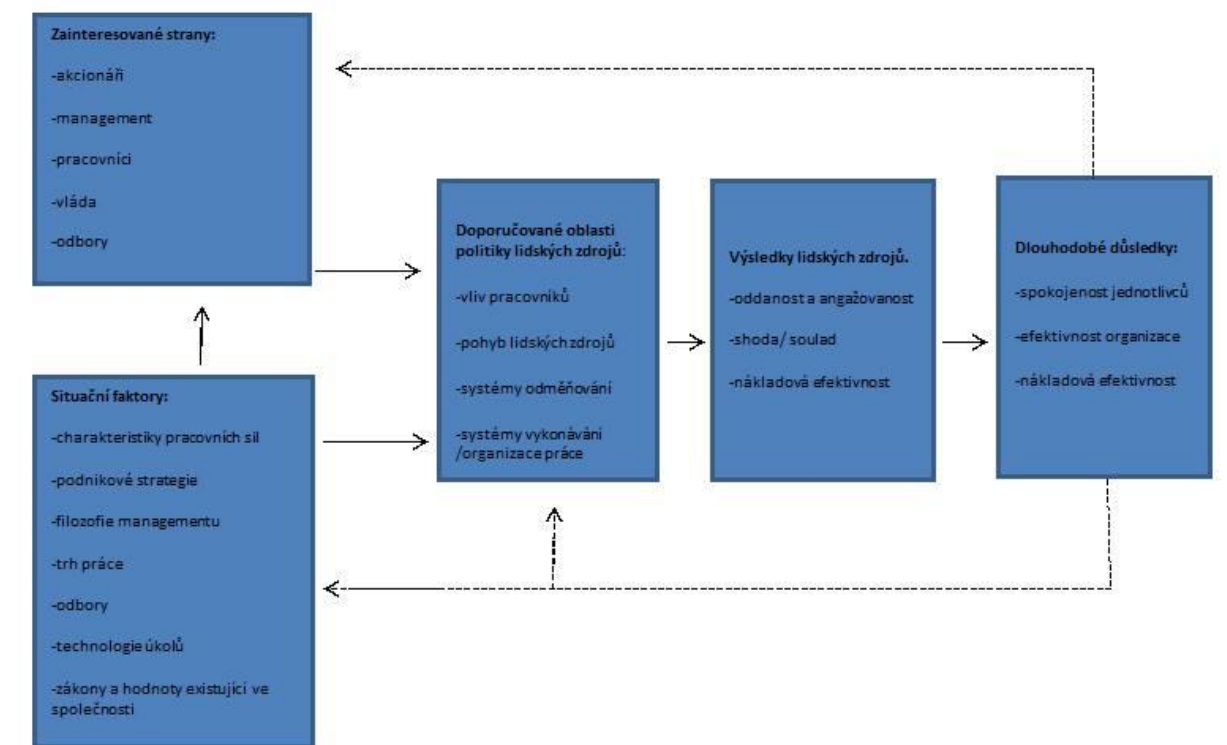 Zainteresované strany:
-akcionáři
-management
-pracovníci
-vláda
-odbory
Situační faktory:
-charakteristiky pracovních sil
-podnikové strategie
-filozofie managementu
-trh práce
-odbory
-technologie úkolů
-zákony a hodnoty existující ve
společnosti
Doporučované oblasti
politiky lidských zdrojů:
-vliv pracovníků
-pohyb lidských zdrojů
-systémy odměňování
-systémy vykonávání
/organizace práce
Výsledky lidských zdrojů.
-oddanost a angažovanost
-shoda/ soulad
-nákladová efektivnost
Dlouhodobé důsledky:
-spokojenost jednotlivců
-efektivnost organizace
-nákladová efektivnost